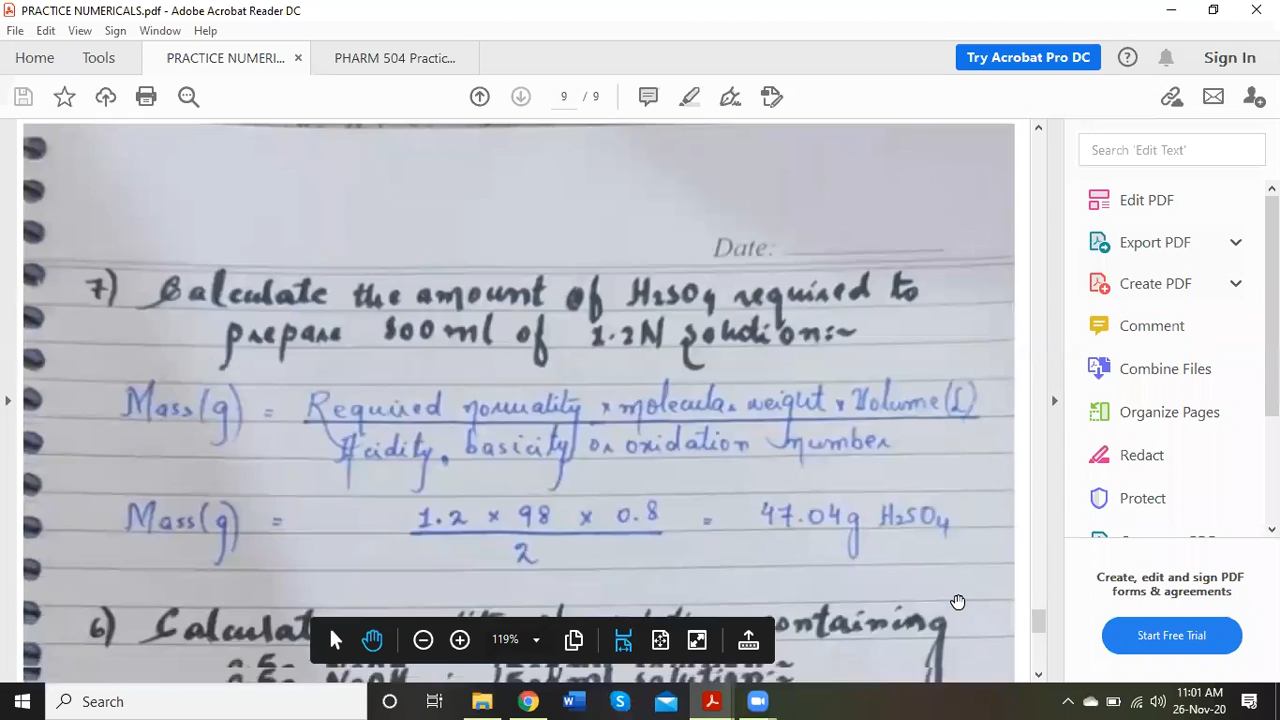 PRACTICE NUMERICALS.pdf - Adobe Acrobat Reader DC
File Edit View Sign Window Help
Home Tools PRACTICE NUMERI... × PHARM 504 Practic... Try Acrobat Pro DC Sign In
9 / 9
Search 'Edit Text'
Edit PDF
Export PDF
Create PDF
Comment
Combine Files
Organize Pages
Redact
Protect
Create, edit and sign PDF
forms & agreements
Start Free Trial
Date:
7) Calculate the amount of H2SO4 required to
prepare 800ml of 1.2N solution:~
Mass(g) = Required normality × molecular weight × Volume(L)
Acidity, basicity or oxidation number
Mass(g) = 1.2 × 98 × 0.8 = 47.04g H2SO4
2
6) Calculat ontaining
119%
Search
11:01 AM
26-Nov-20